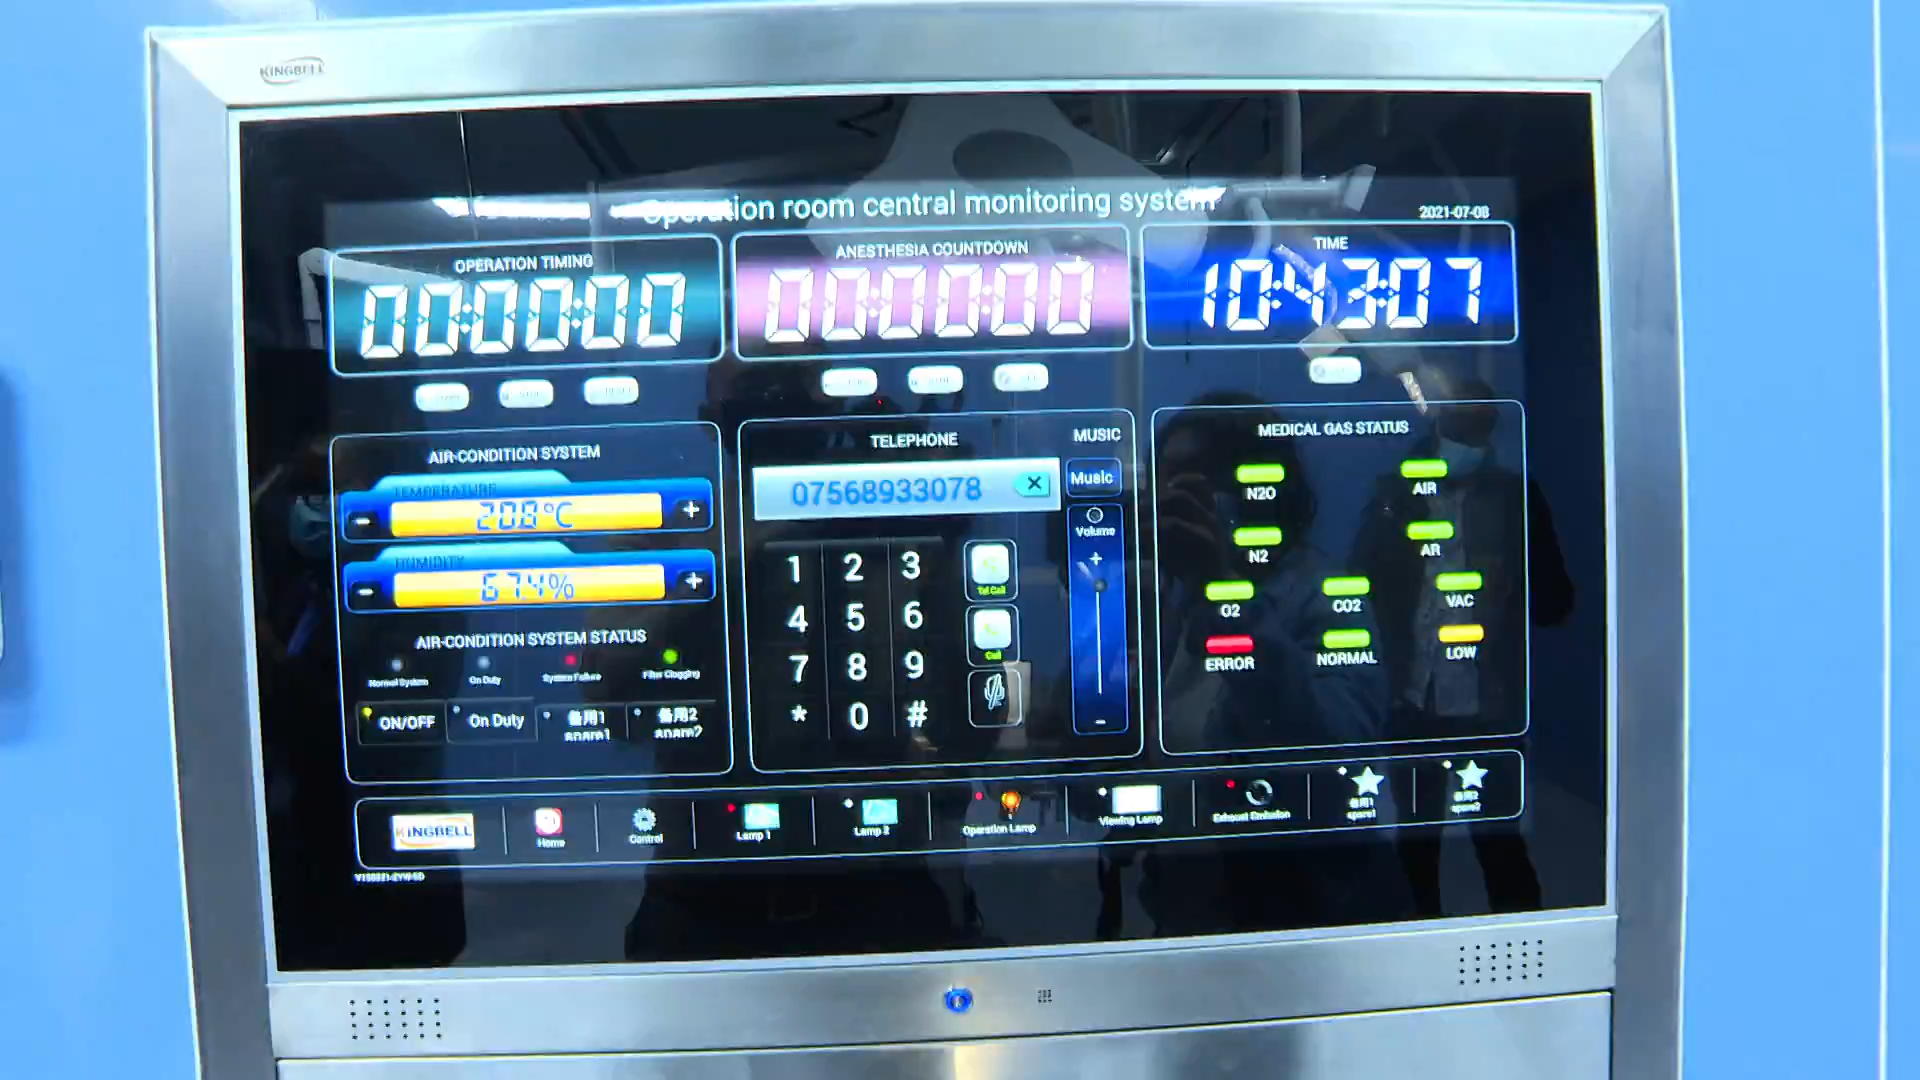 KINGBELL
Operation room central monitoring system
2021-07-08
OPERATION TIMING
00:00:00
ANESTHESIA COUNTDOWN
00:00:00
TIME
10:43:07
AIR-CONDITION SYSTEM
TEMPERATURE
- 20.8°C +
HUMIDITY
- 67.4% +
AIR-CONDITION SYSTEM STATUS
Normal System
On Duty
System Failure
Filter Clogging
ON/OFF
On Duty
备用1
spare1
备用2
spare2
TELEPHONE
07568933078
1 2 3
4 5 6
7 8 9
* 0 #
Tel Call
Call
MUSIC
Music
Volume
+
-
MEDICAL GAS STATUS
N2O
AIR
N2
AR
O2
CO2
VAC
ERROR
NORMAL
LOW
KINGBELL
Home
Control
Lamp 1
Lamp 2
Operation Lamp
Viewing Lamp
Exhaust Emission
备用1
spare1
备用2
spare2